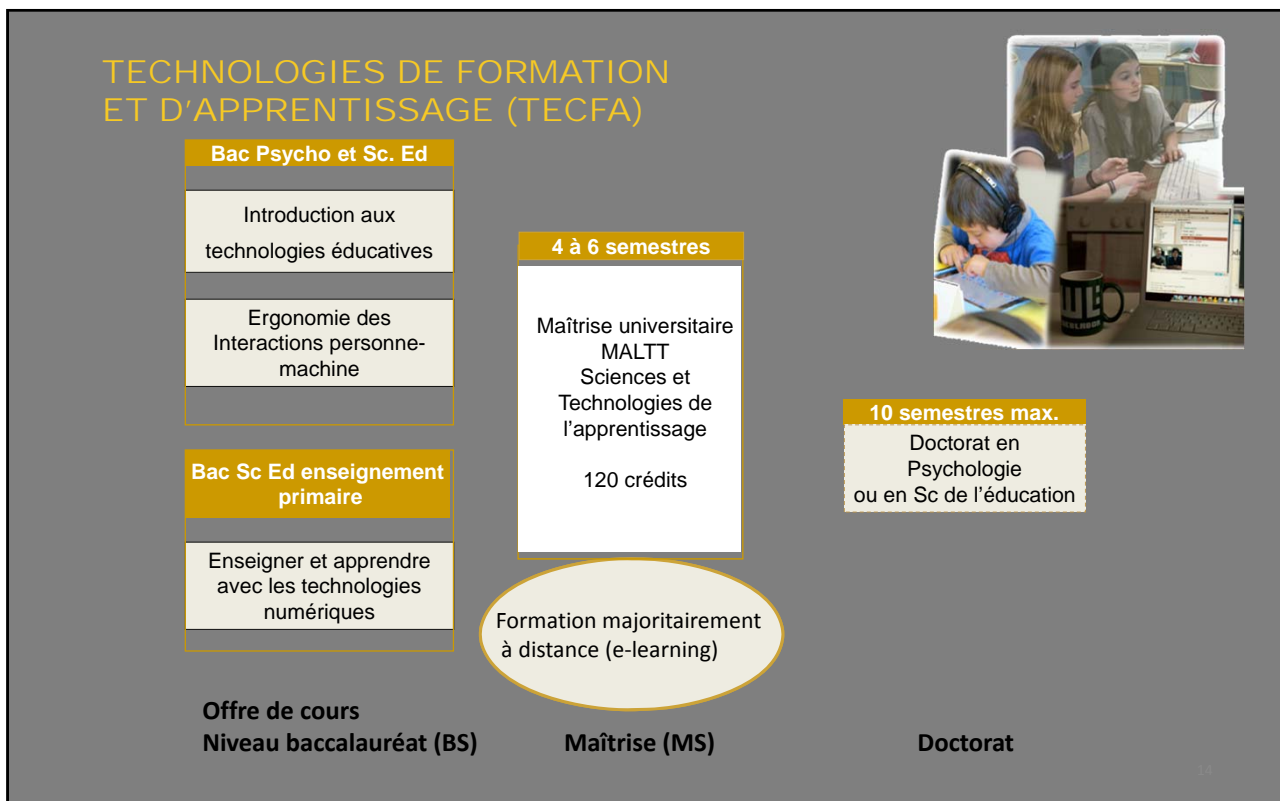 TECHNOLOGIES DE FORMATION
ET D'APPRENTISSAGE (TECFA)
Bac Psycho et Sc. Ed
Introduction aux
technologies éducatives
Ergonomie des
Interactions personne-
machine
Bac Sc Ed enseignement
primaire
Enseigner et apprendre
avec les technologies
numériques
4 à 6 semestres
Maîtrise universitaire
MALTT
Sciences et
Technologies de
l'apprentissage
120 crédits
Formation majoritairement
à distance (e-learning)
10 semestres max.
Doctorat en
Psychologie
ou en Sc de l'éducation
Offre de cours
Niveau baccalauréat (BS)
Maîtrise (MS)
Doctorat
14